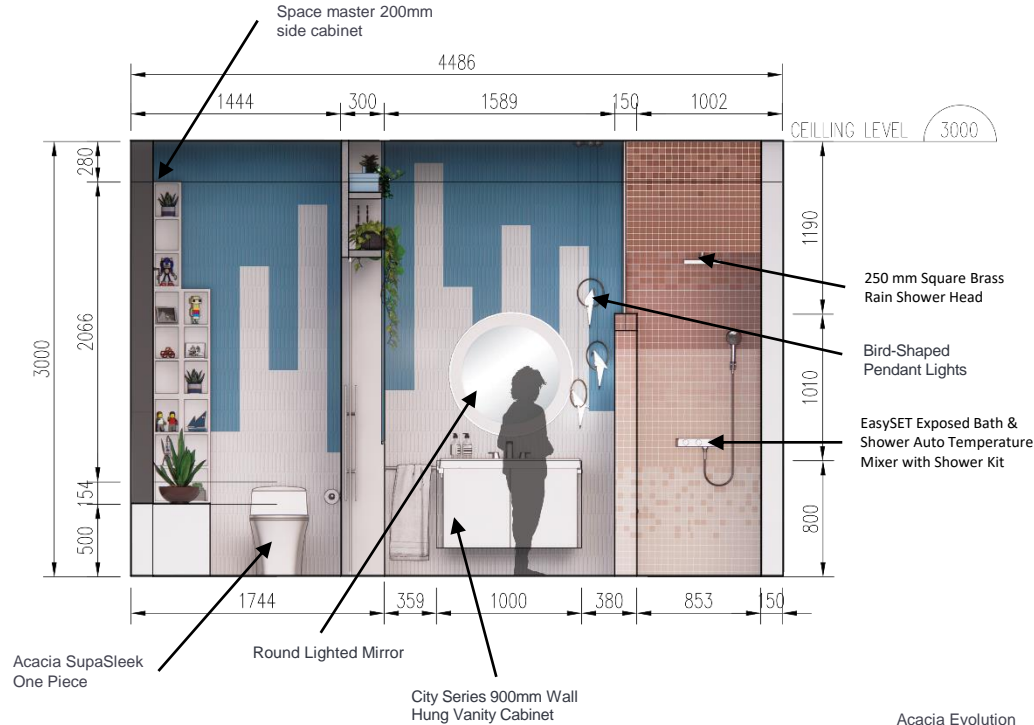 Space master 200mm
side cabinet
4486
1444
300
1589
150
1002
CEILLING LEVEL
3000
280
2066
154
500
3000
1190
1010
800
250 mm Square Brass
Rain Shower Head
Bird-Shaped
Pendant Lights
EasySET Exposed Bath &
Shower Auto Temperature
Mixer with Shower Kit
1744
359
1000
380
853
150
Acacia SupaSleek
One Piece
Round Lighted Mirror
City Series 900mm Wall
Hung Vanity Cabinet
Acacia Evolution